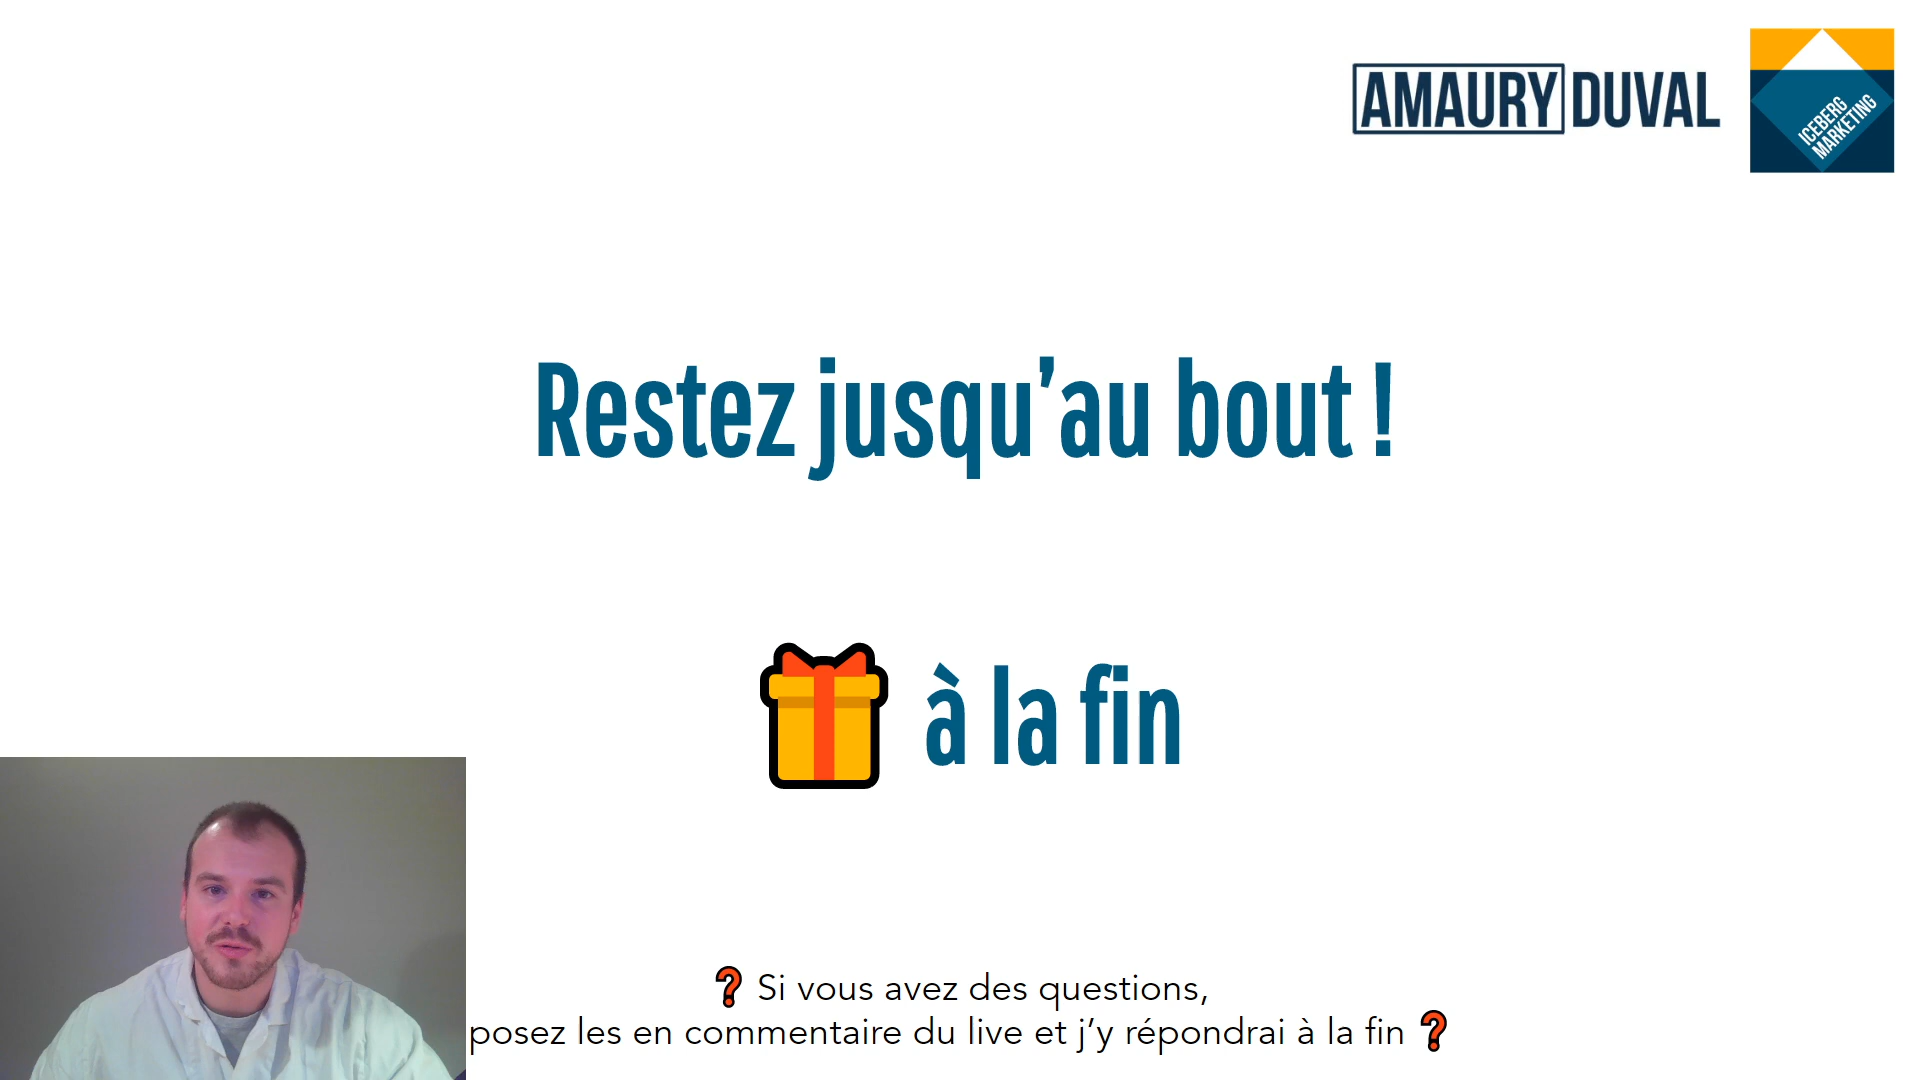 AMAURY DUVAL
ICEBERG
MARKETING
Restez jusqu’au bout !
à la fin
❓ Si vous avez des questions,
posez les en commentaire du live et j’y répondrai à la fin ❓